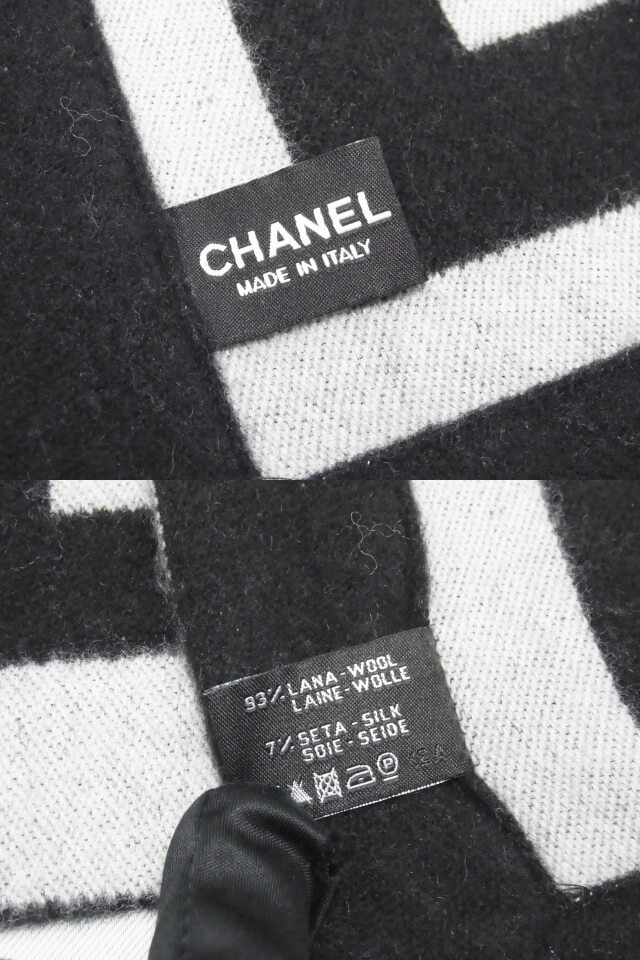 CHANEL
MADE IN ITALY
93% LANA-WOOL
LAINE-WOLLE
7% SETA-SILK
SOIE-SEIDE
P